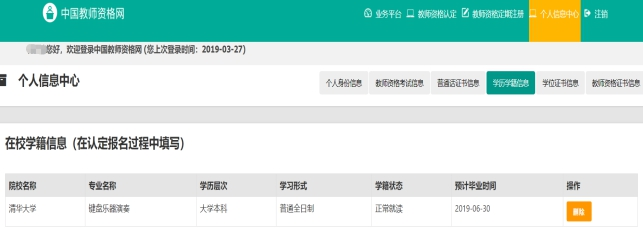 中国教师资格网
业务平台 教师资格认定 教师资格定期注册 个人信息中心 注销
您好，欢迎登录中国教师资格网 (您上次登录时间：2019-03-27)
个人信息中心
个人身份信息 教师资格考试信息 普通话证书信息 学历学籍信息 学位证书信息 教师资格证书信息
在校学籍信息（在认定报名过程中填写）
院校名称 专业名称 学历层次 学习形式 学籍状态 预计毕业时间 操作
清华大学 键盘乐器演奏 大学本科 普通全日制 正常就读 2019-06-30 删除